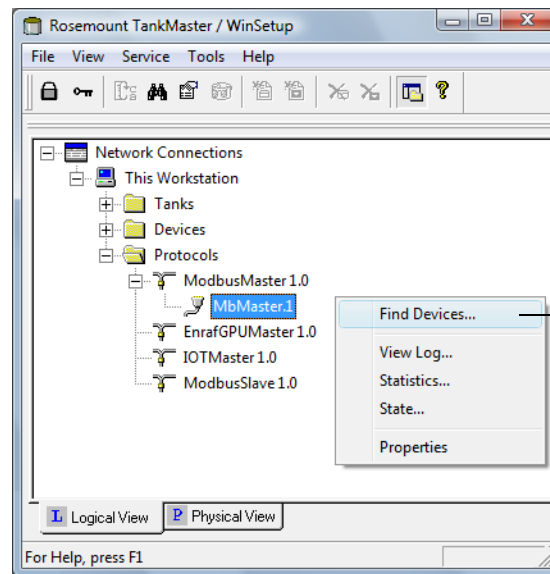 Rosemount TankMaster / WinSetup
File View Service Tools Help
Network Connections
This Workstation
Tanks
Devices
Protocols
ModbusMaster 1.0
MbMaster.1
EnrafGPUMaster 1.0
IOTMaster 1.0
ModbusSlave 1.0
Find Devices...
View Log...
Statistics...
State...
Properties
L Logical View P Physical View
For Help, press F1